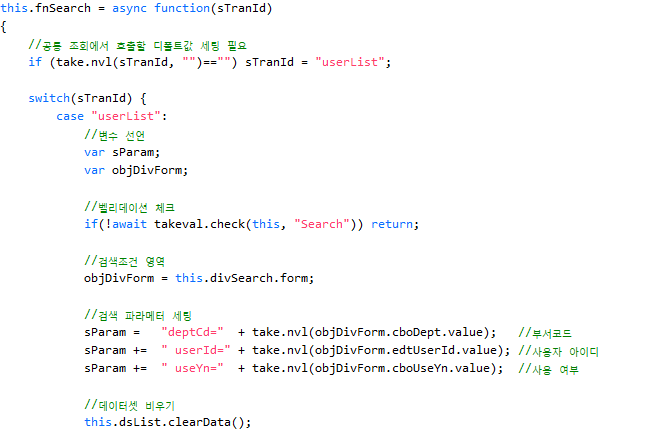 this.fnSearch = async function(sTranId)
{
    //공통 조회에서 호출할 디폴트값 세팅 필요
    if (take.nvl(sTranId, "")=="") sTranId = "userList";

    switch(sTranId) {
        case "userList":
            //변수 선언
            var sParam;
            var objDivForm;

            //벨리데이션 체크
            if(!await takeval.check(this, "Search")) return;

            //검색조건 영역
            objDivForm = this.divSearch.form;

            //검색 파라메터 세팅
            sParam =   "deptCd="  + take.nvl(objDivForm.cboDept.value);   //부서코드
            sParam +=  " userId=" + take.nvl(objDivForm.edtUserId.value); //사용자 아이디
            sParam +=  " useYn="  + take.nvl(objDivForm.cboUseYn.value);  //사용 여부

            //데이터셋 비우기
            this.dsList.clearData();